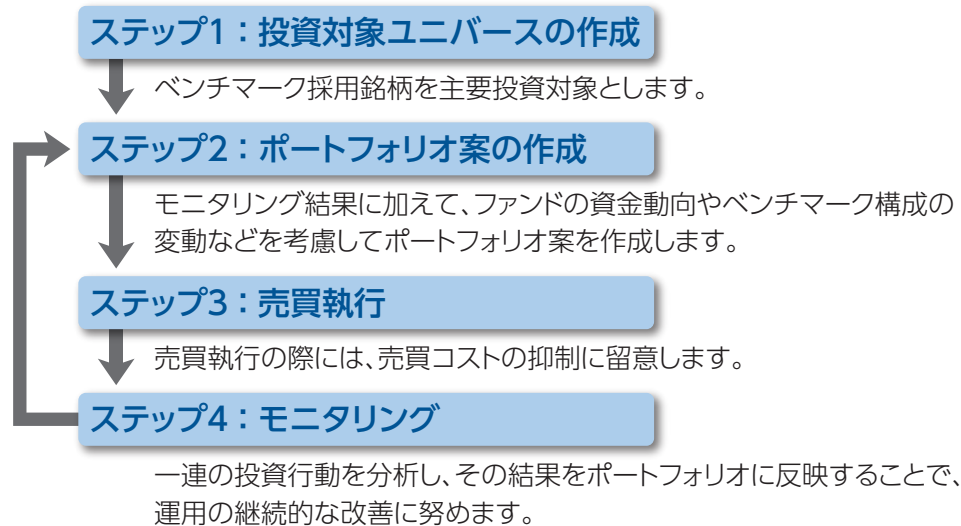 ステップ1：投資対象ユニバースの作成
ベンチマーク採用銘柄を主要投資対象とします。
ステップ2：ポートフォリオ案の作成
モニタリング結果に加えて、ファンドの資金動向やベンチマーク構成の
変動などを考慮してポートフォリオ案を作成します。
ステップ3：売買執行
売買執行の際には、売買コストの抑制に留意します。
ステップ4：モニタリング
一連の投資行動を分析し、その結果をポートフォリオに反映することで、
運用の継続的な改善に努めます。